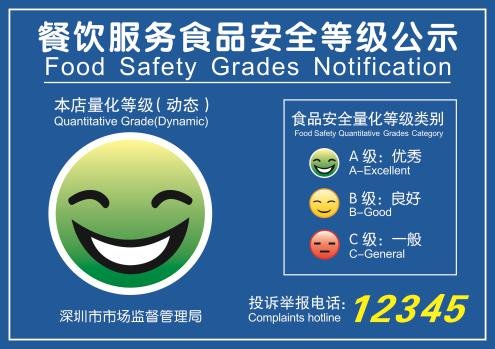 餐饮服务食品安全等级公示
Food Safety Grades Notification
本店量化等级(动态)
Quantitative Grade(Dynamic)
深圳市市场监督管理局
食品安全量化等级类别
Food Safety Quantitative Grades Category
A 级：优秀
A-Excellent
B 级：良好
B-Good
C 级：一般
C-General
投诉举报电话：
Complaints hotline
12345